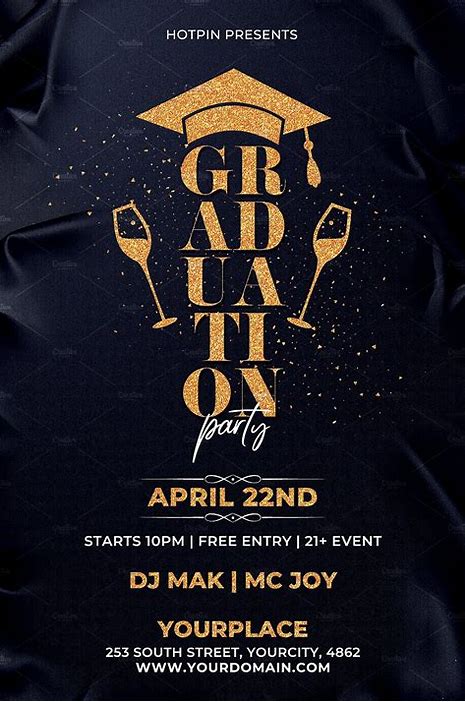 HOTPIN PRESENTS
GR
AD
UA
TI
ON
party
APRIL 22ND
STARTS 10PM | FREE ENTRY | 21+ EVENT
DJ MAK | MC JOY
YOURPLACE
253 SOUTH STREET, YOURCITY, 4862
WWW.YOURDOMAIN.COM